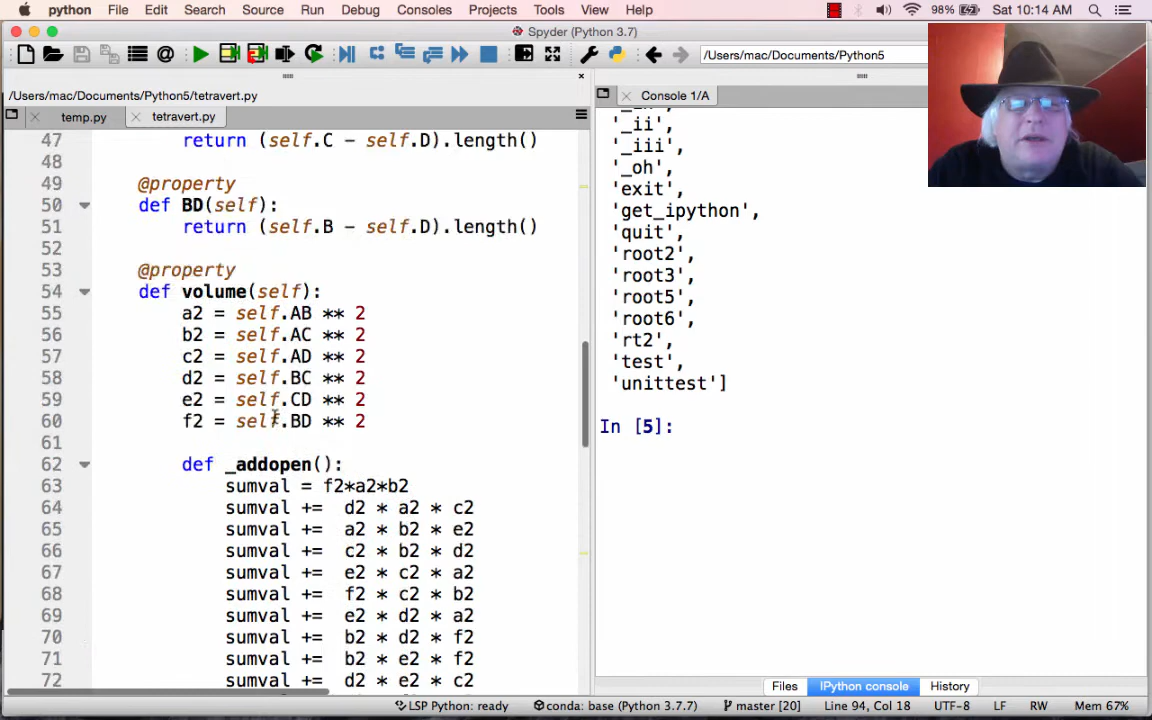 python File Edit Search Source Run Debug Consoles Projects Tools View Help 98% Sat 10:14 AM
Spyder (Python 3.7)
/Users/mac/Documents/Python5
/Users/mac/Documents/Python5/tetravert.py
temp.py tetravert.py
47 return (self.C - self.D).length()
48
49 @property
50 def BD(self):
51 return (self.B - self.D).length()
52
53 @property
54 def volume(self):
55 a2 = self.AB ** 2
56 b2 = self.AC ** 2
57 c2 = self.AD ** 2
58 d2 = self.BC ** 2
59 e2 = self.CD ** 2
60 f2 = self.BD ** 2
61
62 def _addopen():
63 sumval = f2*a2*b2
64 sumval += d2 * a2 * c2
65 sumval += a2 * b2 * e2
66 sumval += c2 * b2 * d2
67 sumval += e2 * c2 * a2
68 sumval += f2 * c2 * b2
69 sumval += e2 * d2 * a2
70 sumval += b2 * d2 * f2
71 sumval += b2 * e2 * f2
72 sumval += d2 * e2 * c2
Console 1/A
'_ii',
'_iii',
'_oh',
'exit',
'get_ipython',
'quit',
'root2',
'root3',
'root5',
'root6',
'rt2',
'test',
'unittest']
In [5]:
Files IPython console History
LSP Python: ready conda: base (Python 3.7.7) master [20] Line 94, Col 18 UTF-8 LF RW Mem 67%